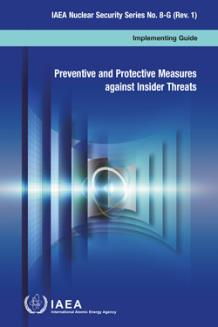 IAEA Nuclear Security Series No. 8-G (Rev. 1)
Implementing Guide
Preventive and Protective Measures
against Insider Threats
IAEA
International Atomic Energy Agency